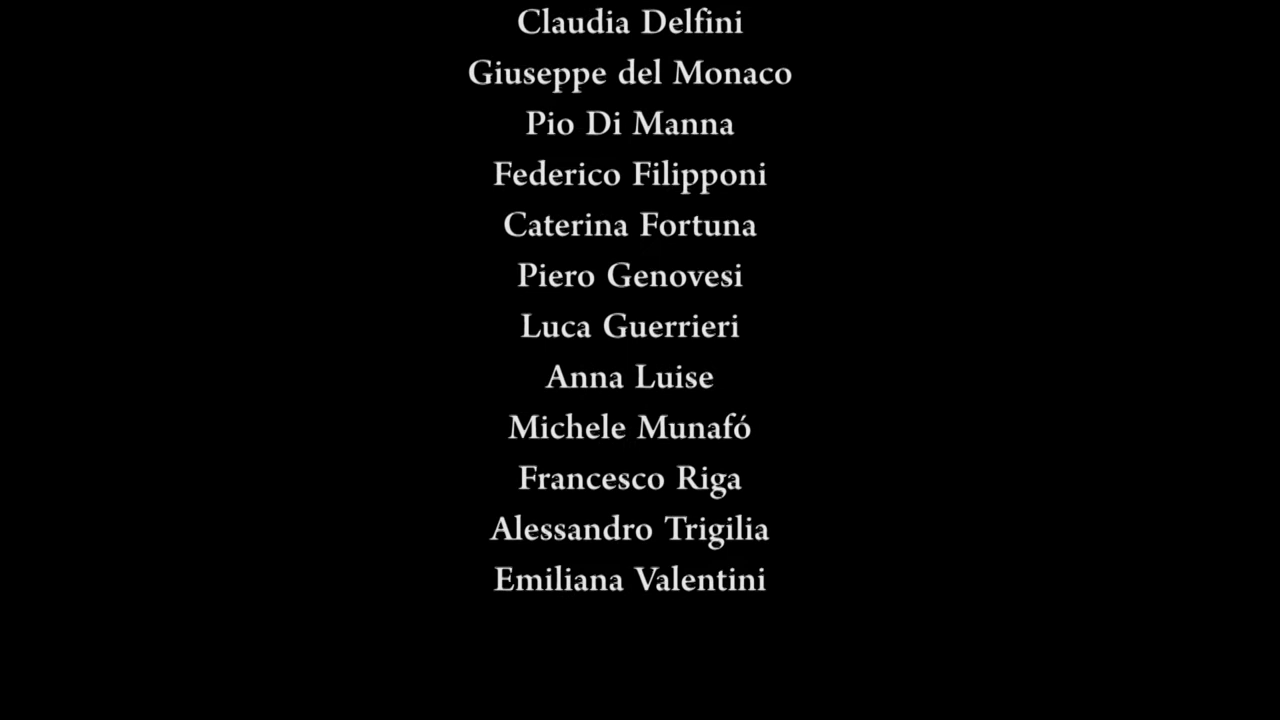 Claudia Delfini
Giuseppe del Monaco
Pio Di Manna
Federico Filipponi
Caterina Fortuna
Piero Genovesi
Luca Guerrieri
Anna Luise
Michele Munafó
Francesco Riga
Alessandro Trigilia
Emiliana Valentini